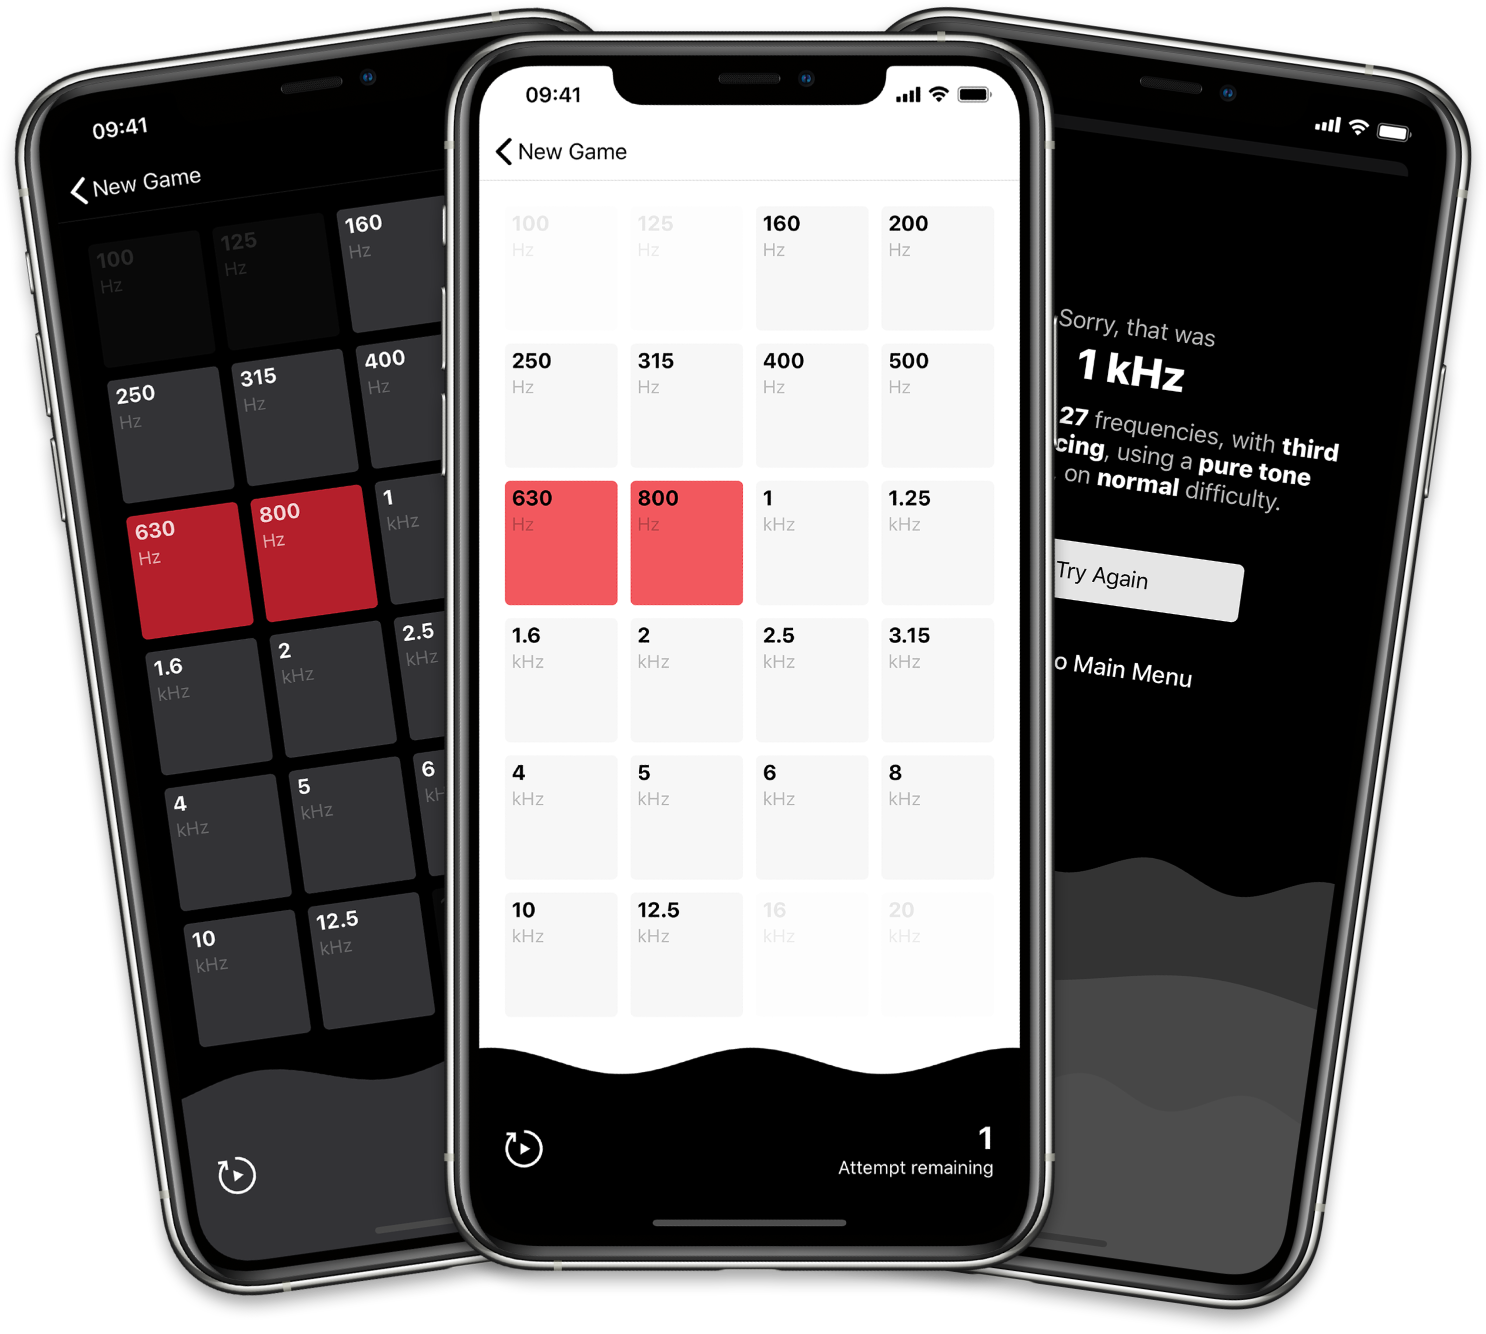 09:41
New Game
100
Hz
125
Hz
160
Hz
250
Hz
315
Hz
400
Hz
630
Hz
800
Hz
1
kHz
1.6
kHz
2
kHz
2.5
kHz
4
kHz
5
kHz
6
10
kHz
12.5
kHz
09:41
New Game
100
Hz
125
Hz
160
Hz
200
Hz
250
Hz
315
Hz
400
Hz
500
Hz
630
Hz
800
Hz
1
kHz
1.25
kHz
1.6
kHz
2
kHz
2.5
kHz
3.15
kHz
4
kHz
5
kHz
6
kHz
8
kHz
10
kHz
12.5
kHz
16
kHz
20
kHz
1
Attempt remaining
Sorry, that was
1 kHz
27 frequencies, with third
, using a pure tone
on normal difficulty.
Try Again
Main Menu